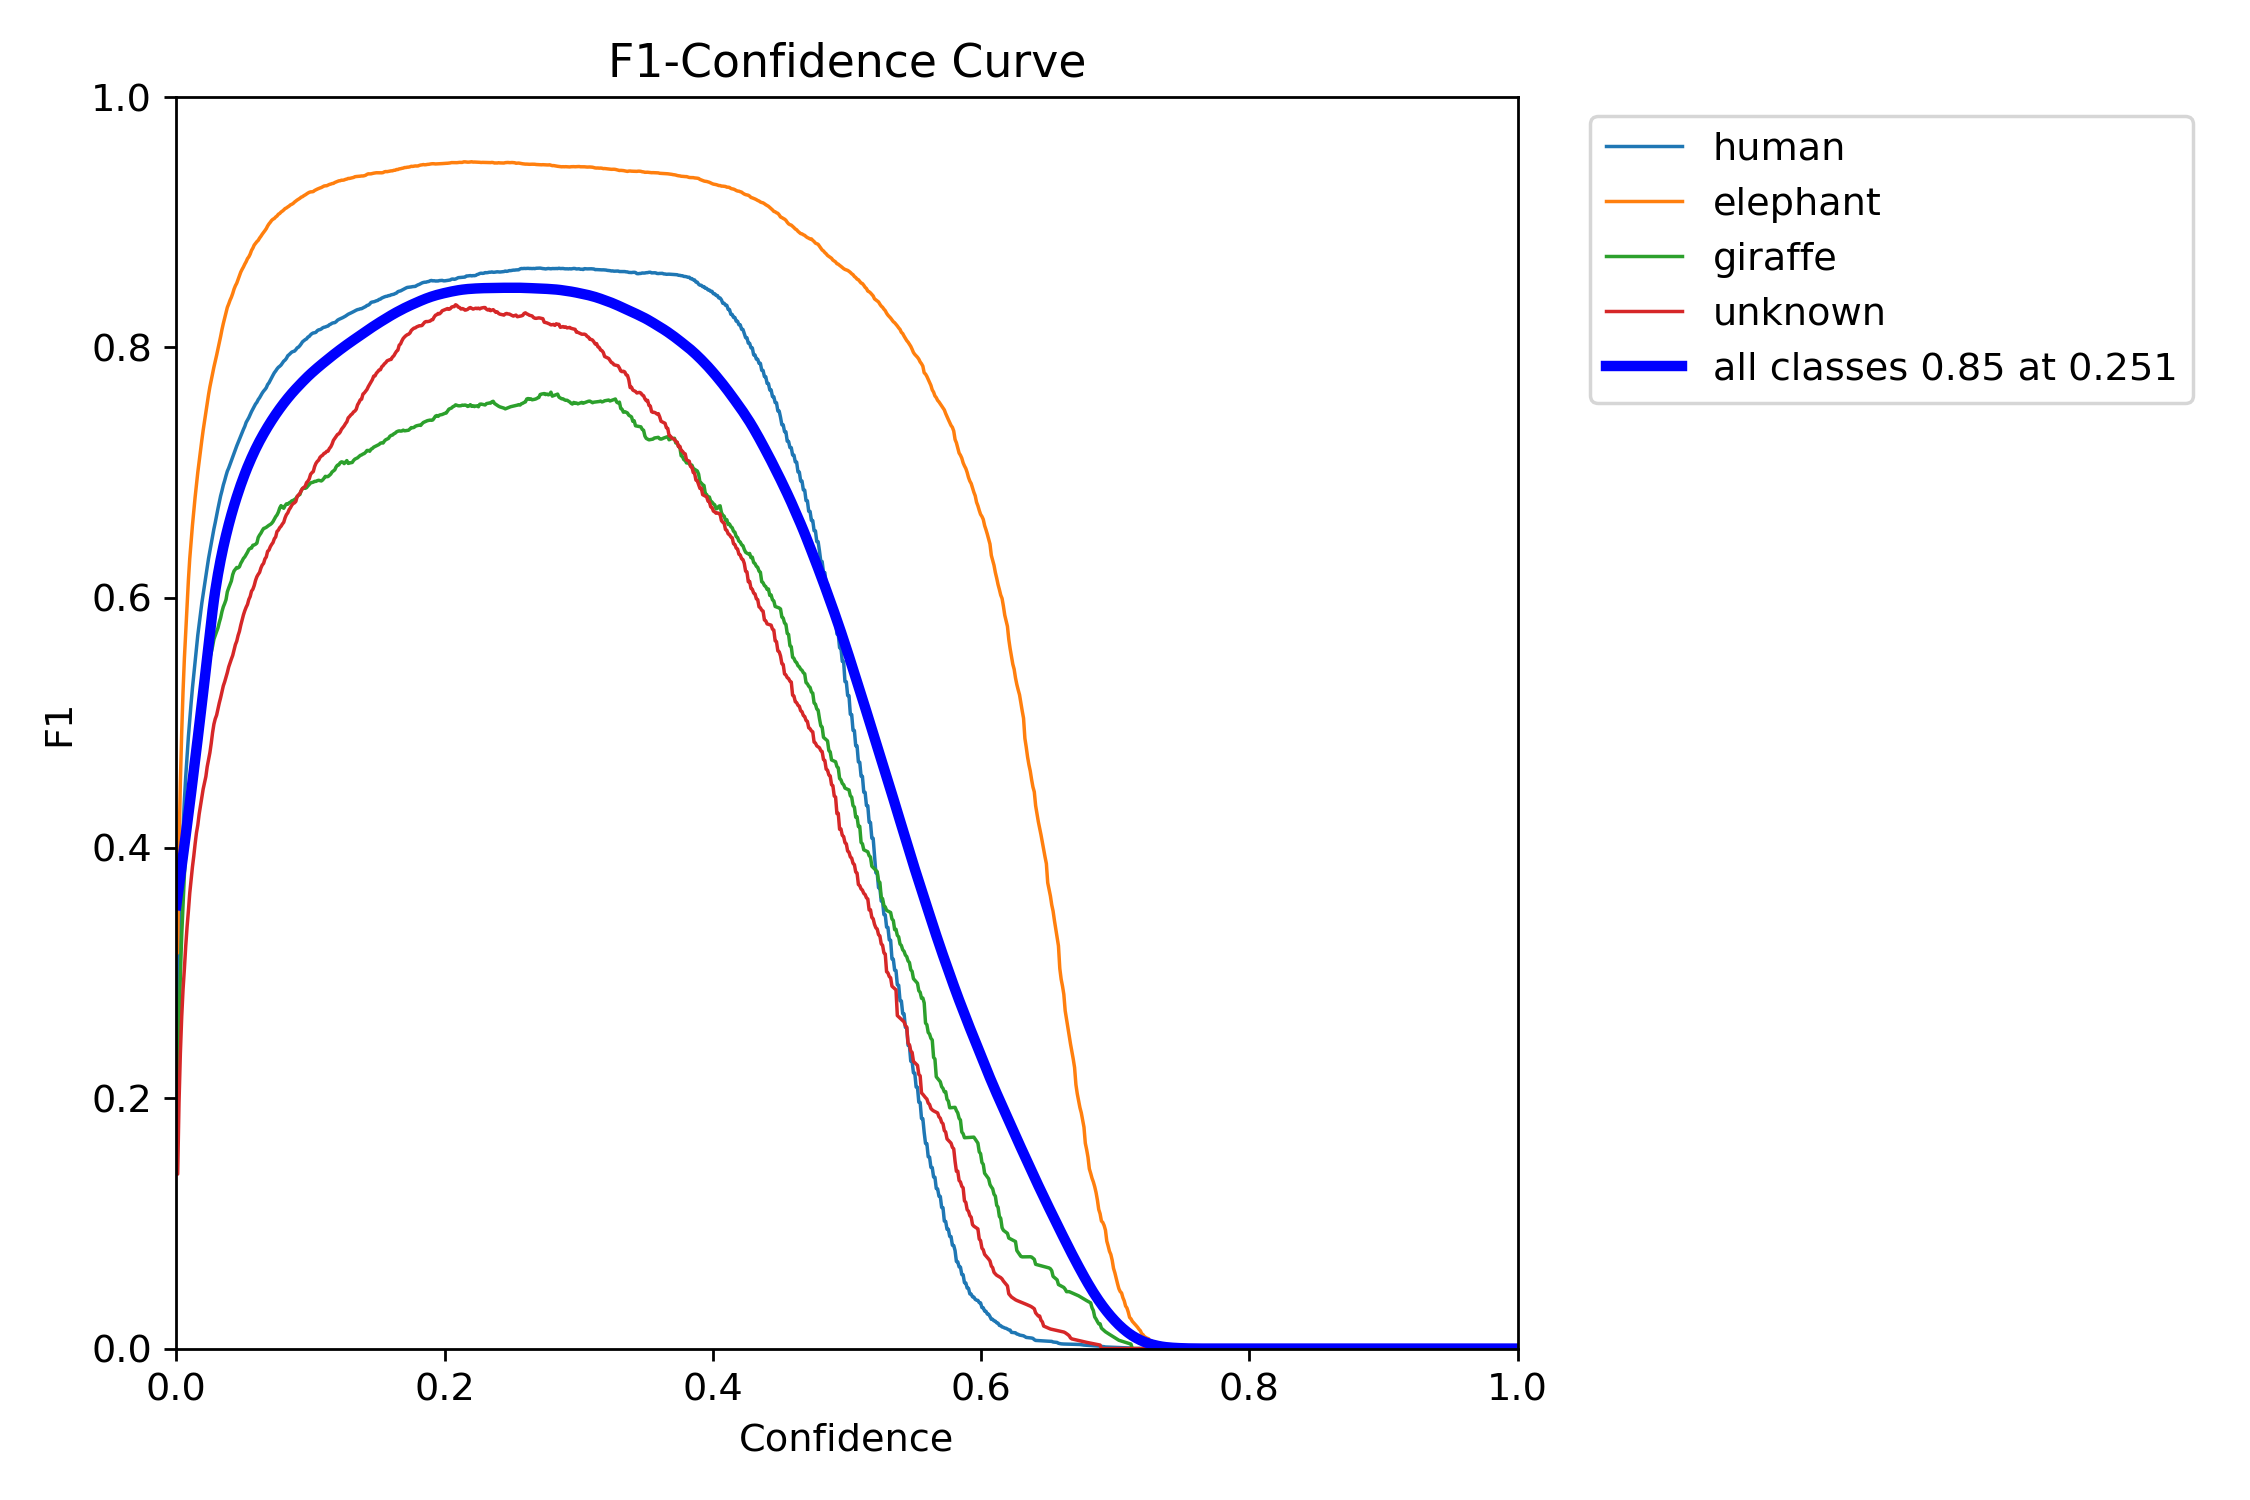 F1-Confidence Curve
1.0
0.8
0.6
0.4
0.2
0.0
F1
0.0 0.2 0.4 0.6 0.8 1.0
Confidence
human
elephant
giraffe
unknown
all classes 0.85 at 0.251